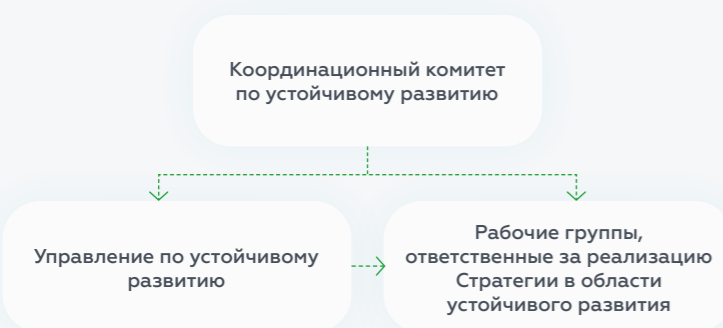 Координационный комитет
по устойчивому развитию
Управление по устойчивому
развитию
Рабочие группы,
ответственные за реализацию
Стратегии в области
устойчивого развития